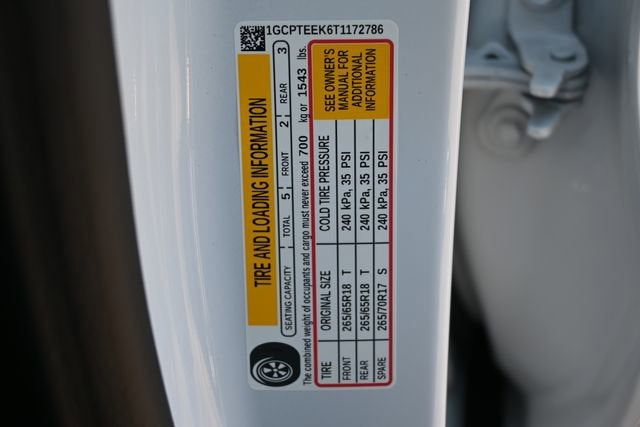 1GCPTEEK6T1172786
TIRE AND LOADING INFORMATION
SEATING CAPACITY TOTAL 5 FRONT 2 REAR 3
The combined weight of occupants and cargo must never exceed 700 kg or 1543 lbs.
TIRE ORIGINAL SIZE COLD TIRE PRESSURE
FRONT 265/65R18 T 240 kPa, 35 PSI
REAR 265/65R18 T 240 kPa, 35 PSI
SPARE 265/70R17 S 240 kPa, 35 PSI
SEE OWNER'S
MANUAL FOR
ADDITIONAL
INFORMATION